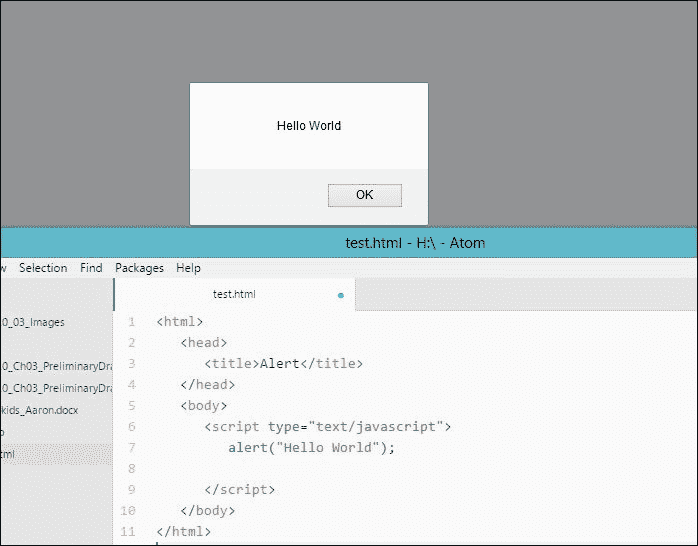 Hello World
OK
test.html - H:\ - Atom
w Selection Find Packages Help
test.html
0_03_Images
0_Ch03_PreliminaryDra
0_Ch03_PreliminaryDra
kids_Aaron.docx
tml
1 <html>
2 <head>
3 <title>Alert</title>
4 </head>
5 <body>
6 <script type="text/javascript">
7 alert("Hello World");
8
9 </script>
10 </body>
11 </html>